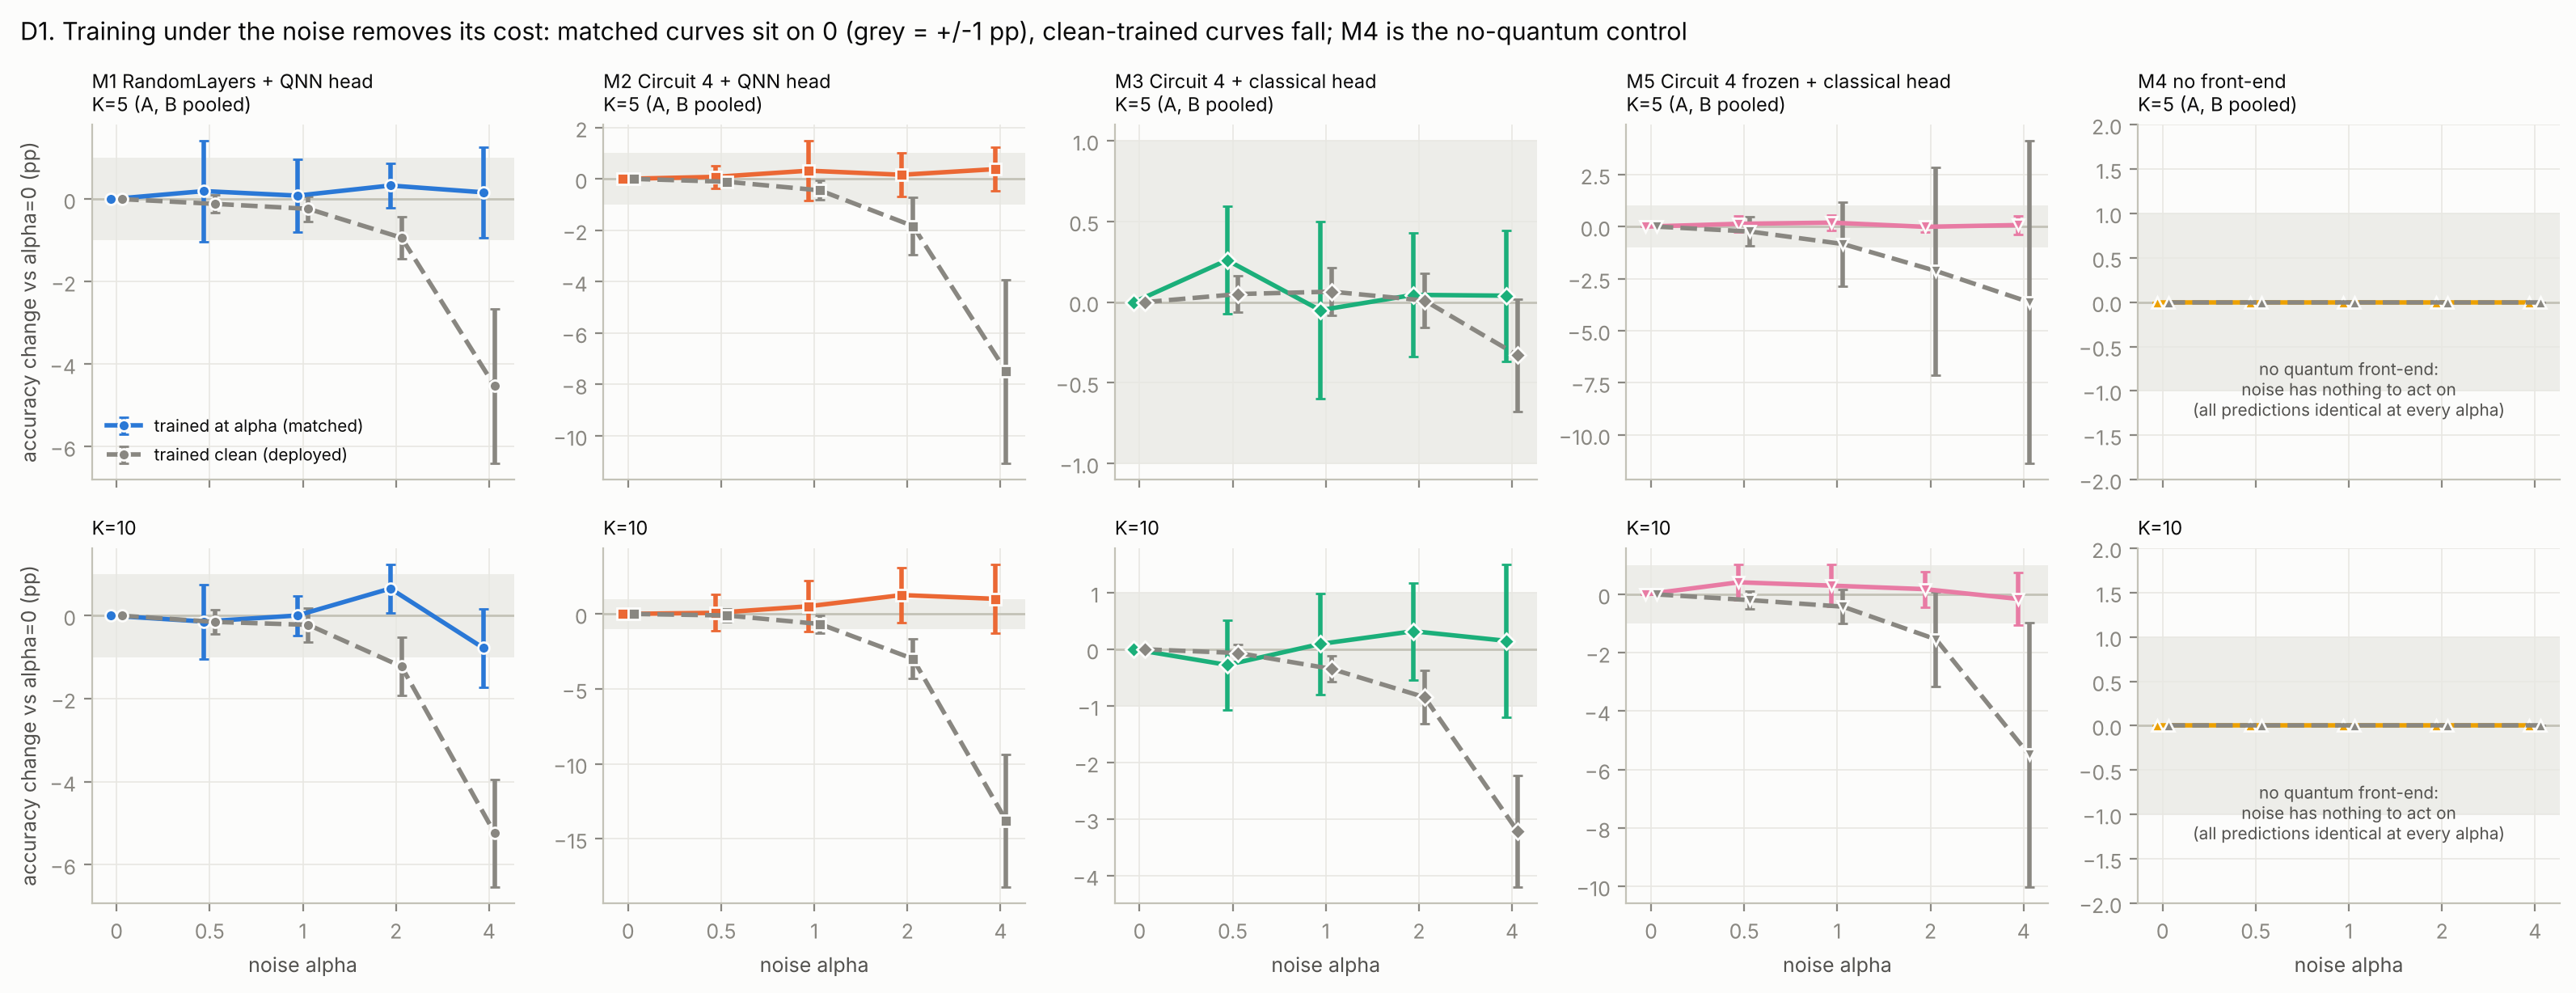 D1. Training under the noise removes its cost: matched curves sit on 0 (grey = +/-1 pp), clean-trained curves fall; M4 is the no-quantum control
M1 RandomLayers + QNN head
K=5 (A, B pooled)
accuracy change vs alpha=0 (pp)
0
−2
−4
−6
trained at alpha (matched)
trained clean (deployed)
M2 Circuit 4 + QNN head
K=5 (A, B pooled)
2
0
−2
−4
−6
−8
−10
M3 Circuit 4 + classical head
K=5 (A, B pooled)
1.0
0.5
0.0
−0.5
−1.0
M5 Circuit 4 frozen + classical head
K=5 (A, B pooled)
2.5
0.0
−2.5
−5.0
−7.5
−10.0
M4 no front-end
K=5 (A, B pooled)
2.0
1.5
1.0
0.5
0.0
−0.5
−1.0
−1.5
−2.0
no quantum front-end:
noise has nothing to act on
(all predictions identical at every alpha)
K=10
accuracy change vs alpha=0 (pp)
0
−2
−4
−6
0 0.5 1 2 4
noise alpha
K=10
0
−5
−10
−15
0 0.5 1 2 4
noise alpha
K=10
1
0
−1
−2
−3
−4
0 0.5 1 2 4
noise alpha
K=10
0
−2
−4
−6
−8
−10
0 0.5 1 2 4
noise alpha
K=10
2.0
1.5
1.0
0.5
0.0
−0.5
−1.0
−1.5
−2.0
no quantum front-end:
noise has nothing to act on
(all predictions identical at every alpha)
0 0.5 1 2 4
noise alpha